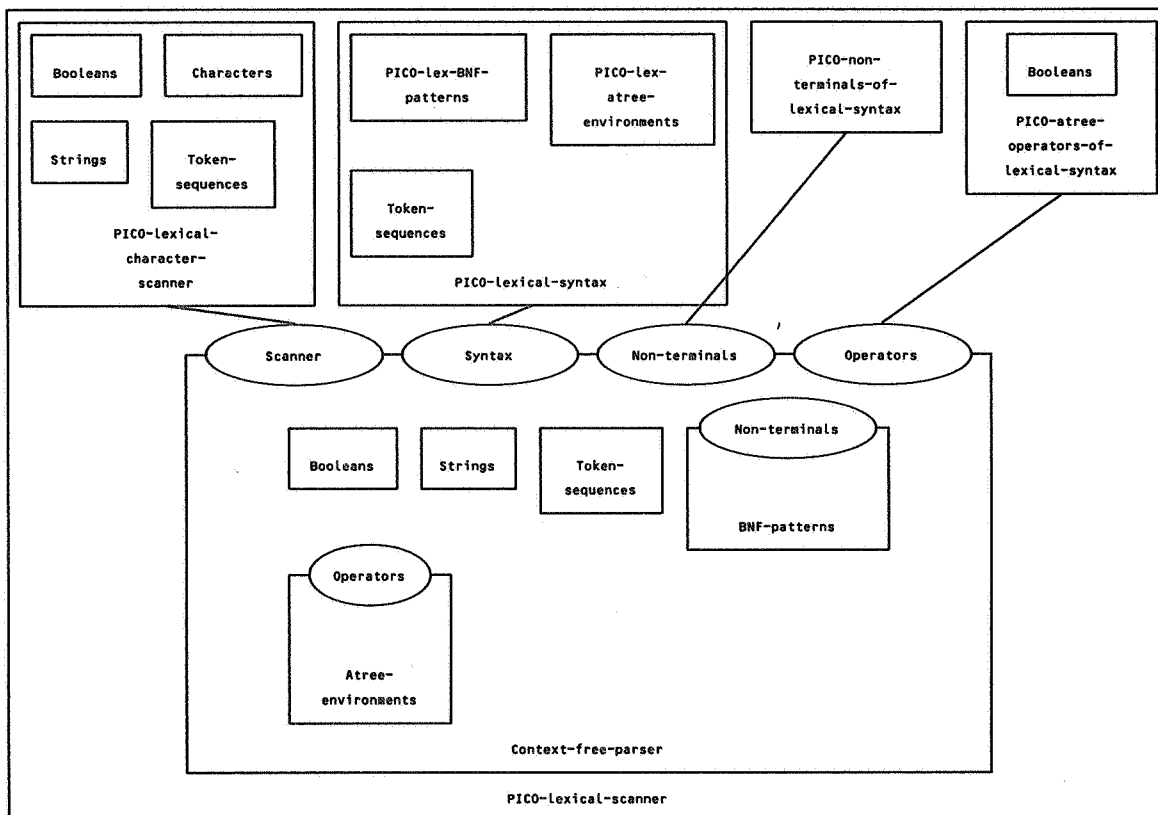 Booleans
Characters
Strings
Token-
sequences
PICO-lexical-
character-
scanner
PICO-lex-BNF-
patterns
PICO-lex-
atree-
environments
Token-
sequences
PICO-lexical-syntax
PICO-non-
terminals-of-
lexical-syntax
Booleans
PICO-atree-
operators-of-
lexical-syntax
Scanner
Syntax
Non-terminals
Operators
Booleans
Strings
Token-
sequences
Non-terminals
BNF-patterns
Operators
Atree-
environments
Context-free-parser
PICO-lexical-scanner